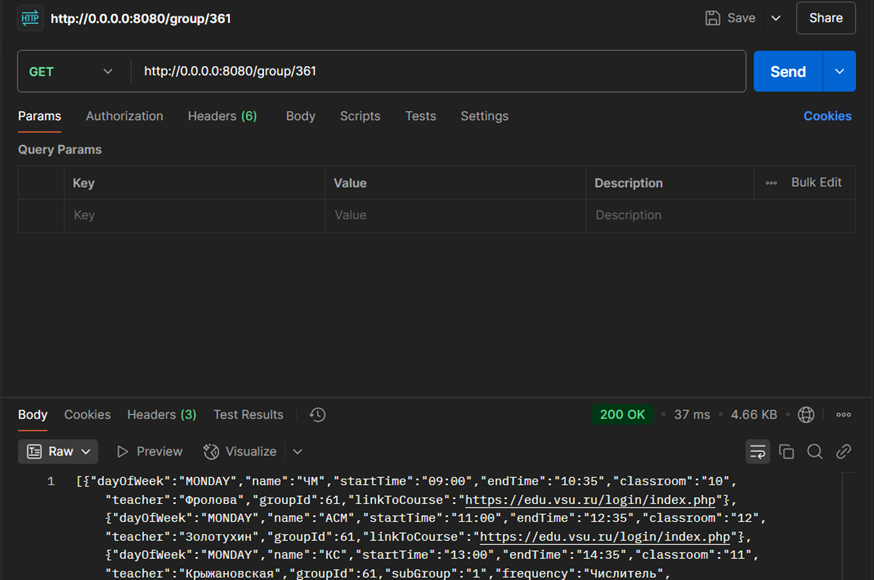 HTTP http://0.0.0.0:8080/group/361 Save Share
GET http://0.0.0.0:8080/group/361 Send
Params Authorization Headers (6) Body Scripts Tests Settings Cookies
Query Params
Key Value Description Bulk Edit
Key Value Description
Body Cookies Headers (3) Test Results 200 OK • 37 ms • 4.66 KB •
Raw Preview Visualize
1 [{"dayOfWeek":"MONDAY","name":"ЧМ","startTime":"09:00","endTime":"10:35","classroom":"10",
"teacher":"Фролова","groupId":61,"linkToCourse":"https://edu.vsu.ru/login/index.php"},
{"dayOfWeek":"MONDAY","name":"АСМ","startTime":"11:00","endTime":"12:35","classroom":"12",
"teacher":"Золотухин","groupId":61,"linkToCourse":"https://edu.vsu.ru/login/index.php"},
{"dayOfWeek":"MONDAY","name":"КС","startTime":"13:00","endTime":"14:35","classroom":"11",
"teacher":"Крыжановская","groupId":61,"subGroup":"1","frequency":"Числитель",